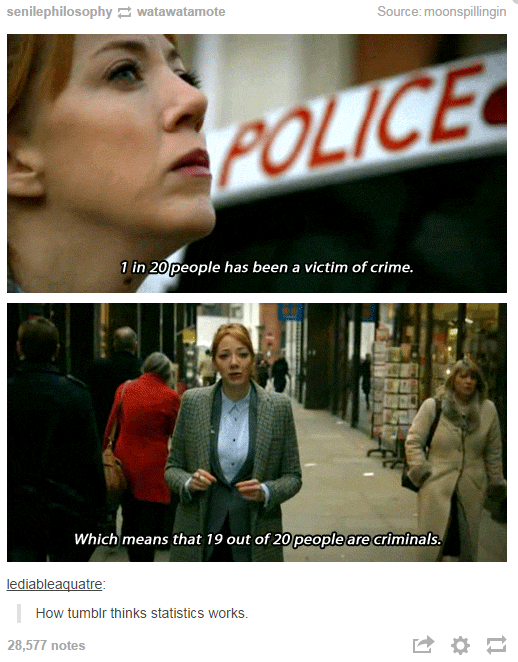 senilephilosophy watawatamote
Source: moonspillingin
POLICE
1 in 20 people has been a victim of crime.
Which means that 19 out of 20 people are criminals.
lediableaquatre:
How tumblr thinks statistics works.
28,577 notes